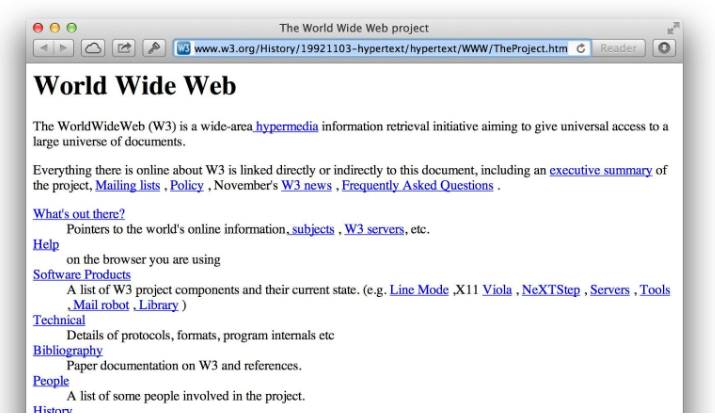 The World Wide Web project
W3 www.w3.org/History/19921103-hypertext/hypertext/WWW/TheProject.htm Reader
World Wide Web
The WorldWideWeb (W3) is a wide-area hypermedia information retrieval initiative aiming to give universal access to a
large universe of documents.
Everything there is online about W3 is linked directly or indirectly to this document, including an executive summary of
the project, Mailing lists , Policy , November's W3 news , Frequently Asked Questions .
What's out there?
Pointers to the world's online information, subjects , W3 servers, etc.
Help
on the browser you are using
Software Products
A list of W3 project components and their current state. (e.g. Line Mode ,X11 Viola , NeXTStep , Servers , Tools
, Mail robot , Library )
Technical
Details of protocols, formats, program internals etc
Bibliography
Paper documentation on W3 and references.
People
A list of some people involved in the project.
History